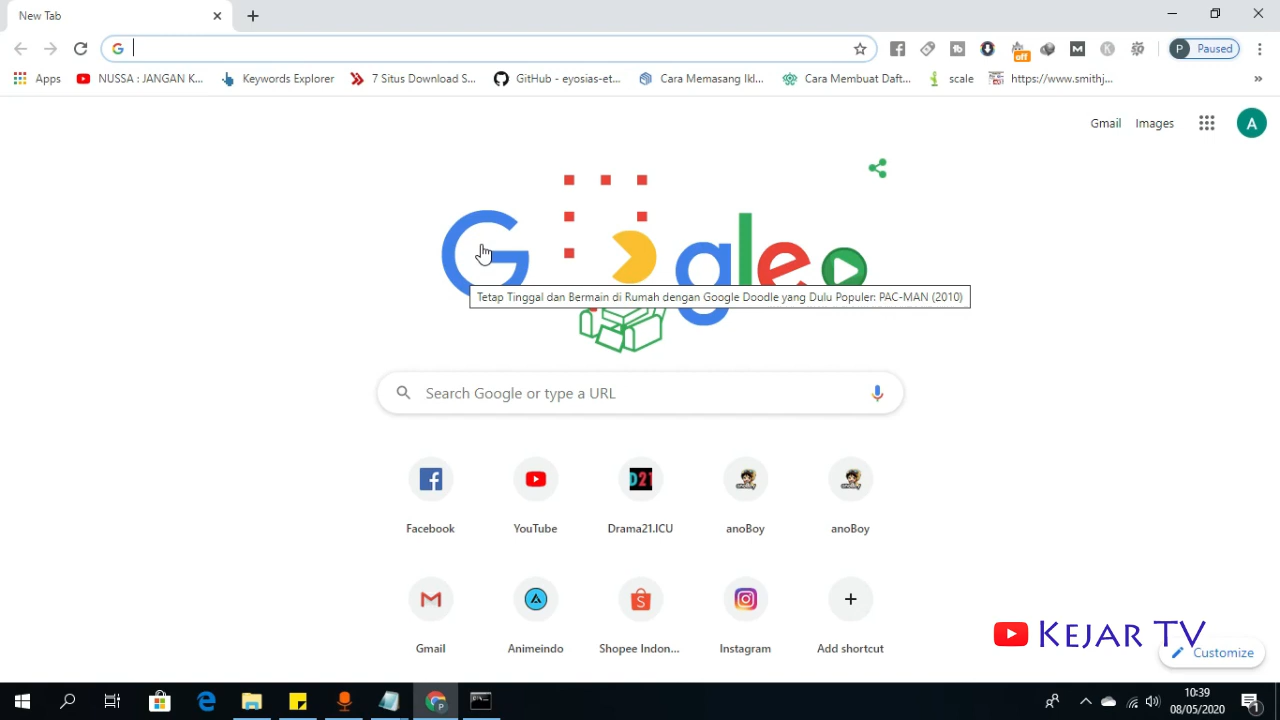 New Tab
Paused
Apps
NUSSA : JANGAN K...
Keywords Explorer
7 Situs Download S...
GitHub - eyosias-et...
Cara Memasang Ikl...
Cara Membuat Daft...
scale
https://www.smithj...
off
Gmail
Images
A
Tetap Tinggal dan Bermain di Rumah dengan Google Doodle yang Dulu Populer: PAC-MAN (2010)
Search Google or type a URL
Facebook
YouTube
D21
Drama21.ICU
anoBoy
anoBoy
Gmail
Animeindo
Shopee Indon...
Instagram
Add shortcut
KEJAR TV
Customize
10:39
08/05/2020